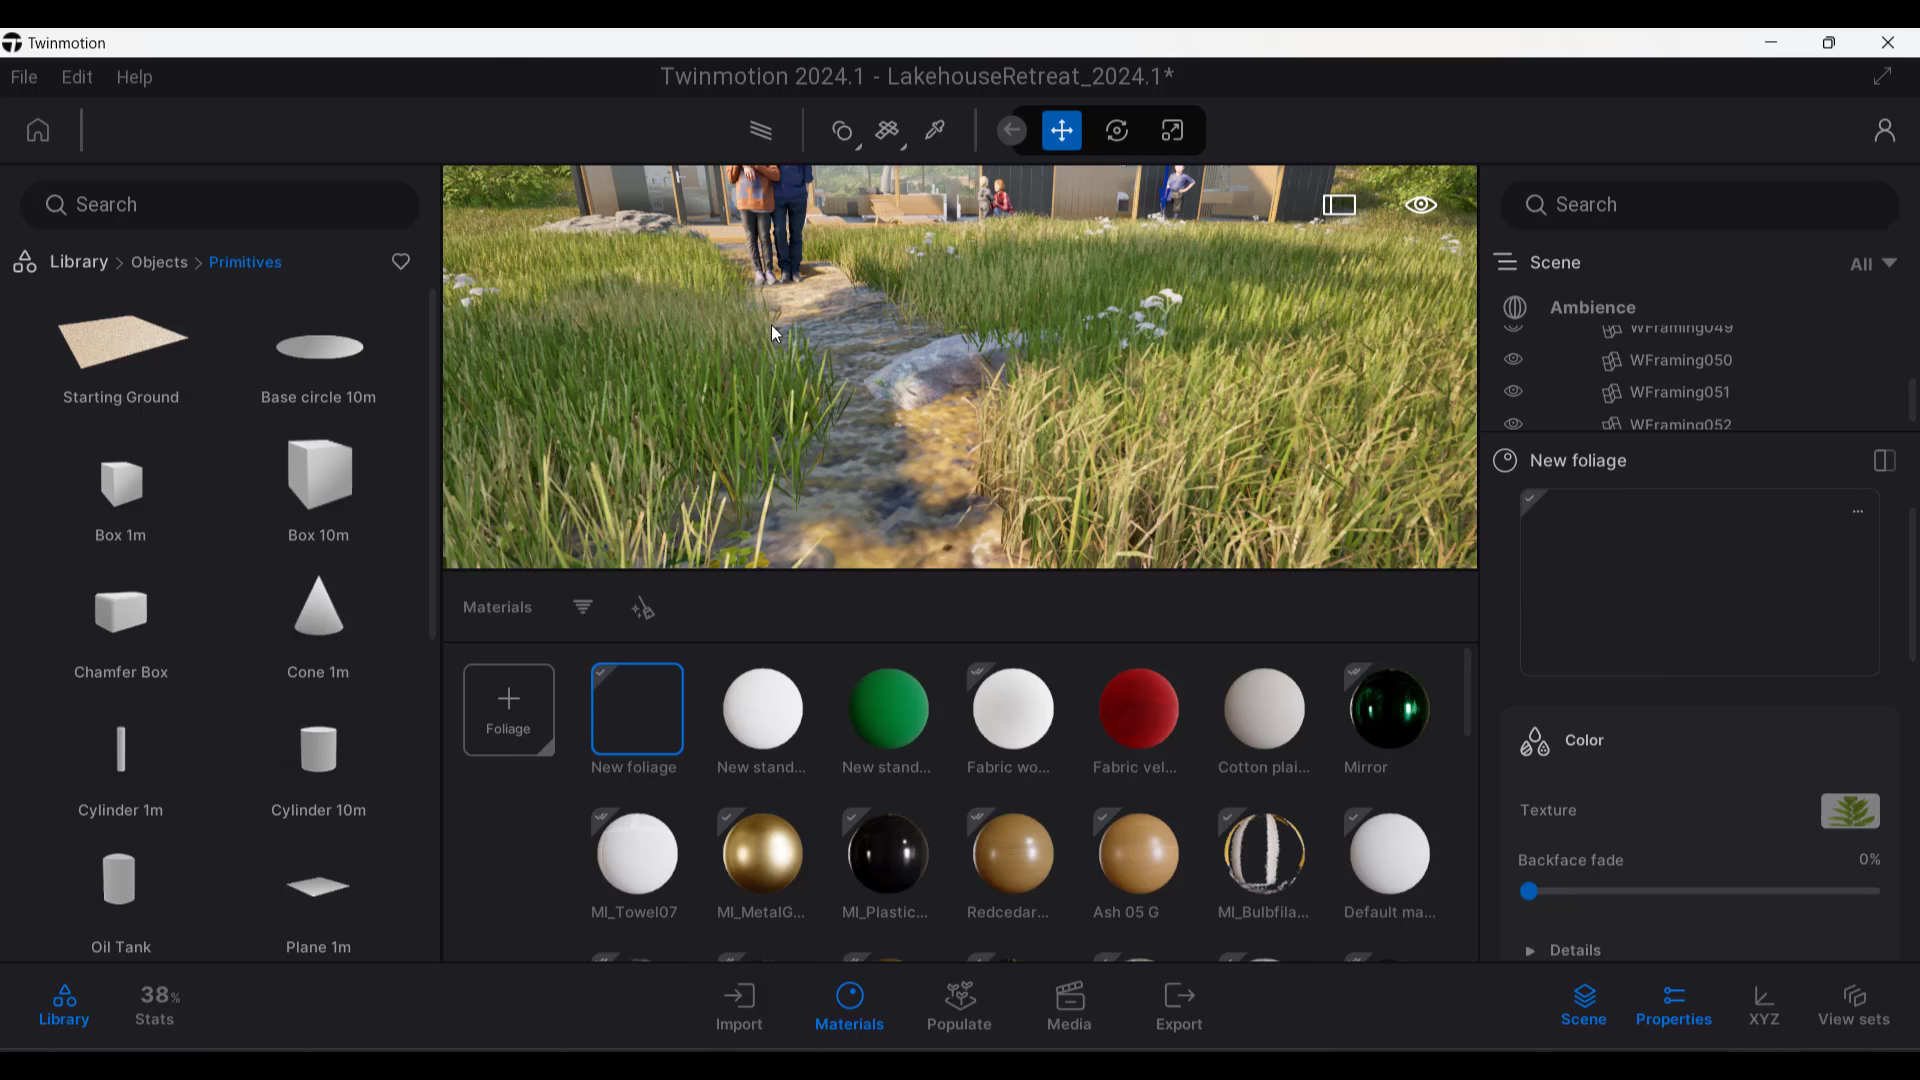 Twinmotion
File Edit Help
Twinmotion 2024.1 - LakehouseRetreat_2024.1*
Search
Library > Objects > Primitives
Starting Ground
Base circle 10m
Box 1m
Box 10m
Chamfer Box
Cone 1m
Cylinder 1m
Cylinder 10m
Oil Tank
Plane 1m
Materials
+
Foliage
New foliage
New stand...
New stand...
Fabric wo...
Fabric vel...
Cotton plai...
Mirror
MI_Towel07
MI_MetalG...
MI_Plastic...
Redcedar...
Ash 05 G
MI_Bulbfila...
Default ma...
Search
Scene
All
Ambience
WFraming049
WFraming050
WFraming051
WFraming052
New foliage
...
Color
Texture
Backface fade 0%
Details
Library
38%
Stats
Import
Materials
Populate
Media
Export
Scene
Properties
XYZ
View sets